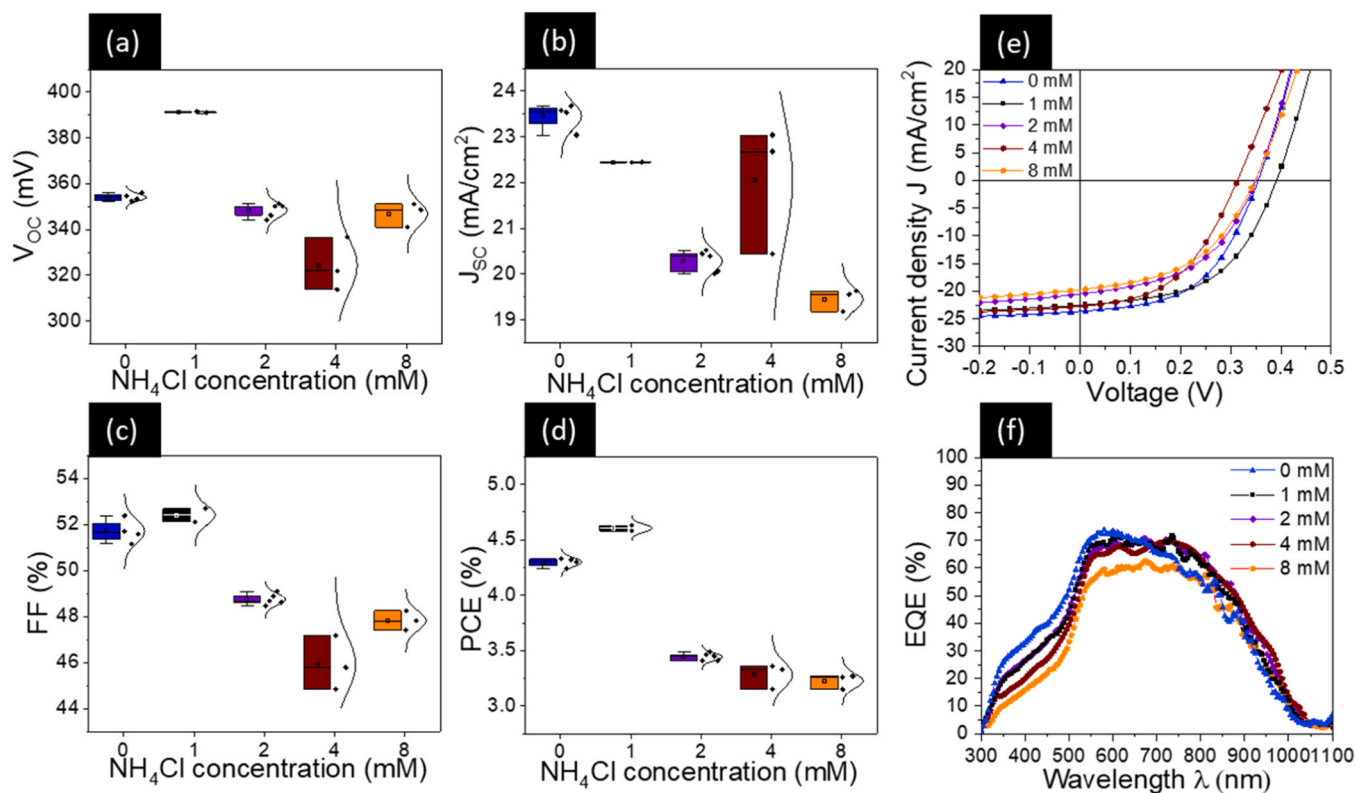 (a)
V_OC (mV)
400
380
360
340
320
300
0 1 2 4 8
NH₄Cl concentration (mM)
(b)
J_SC (mA/cm²)
24
23
22
21
20
19
0 1 2 4 8
NH₄Cl concentration (mM)
(e)
Current density J (mA/cm²)
20
15
10
5
0
-5
-10
-15
-20
-25
-30
0 mM
1 mM
2 mM
4 mM
8 mM
-0.2 -0.1 0.0 0.1 0.2 0.3 0.4 0.5
Voltage (V)
(c)
FF (%)
54
52
50
48
46
44
0 1 2 4 8
NH₄Cl concentration (mM)
(d)
PCE (%)
5.0
4.5
4.0
3.5
3.0
0 1 2 4 8
NH₄Cl concentration (mM)
(f)
EQE (%)
100
90
80
70
60
50
40
30
20
10
0
0 mM
1 mM
2 mM
4 mM
8 mM
300 400 500 600 700 800 900 1000 1100
Wavelength λ (nm)